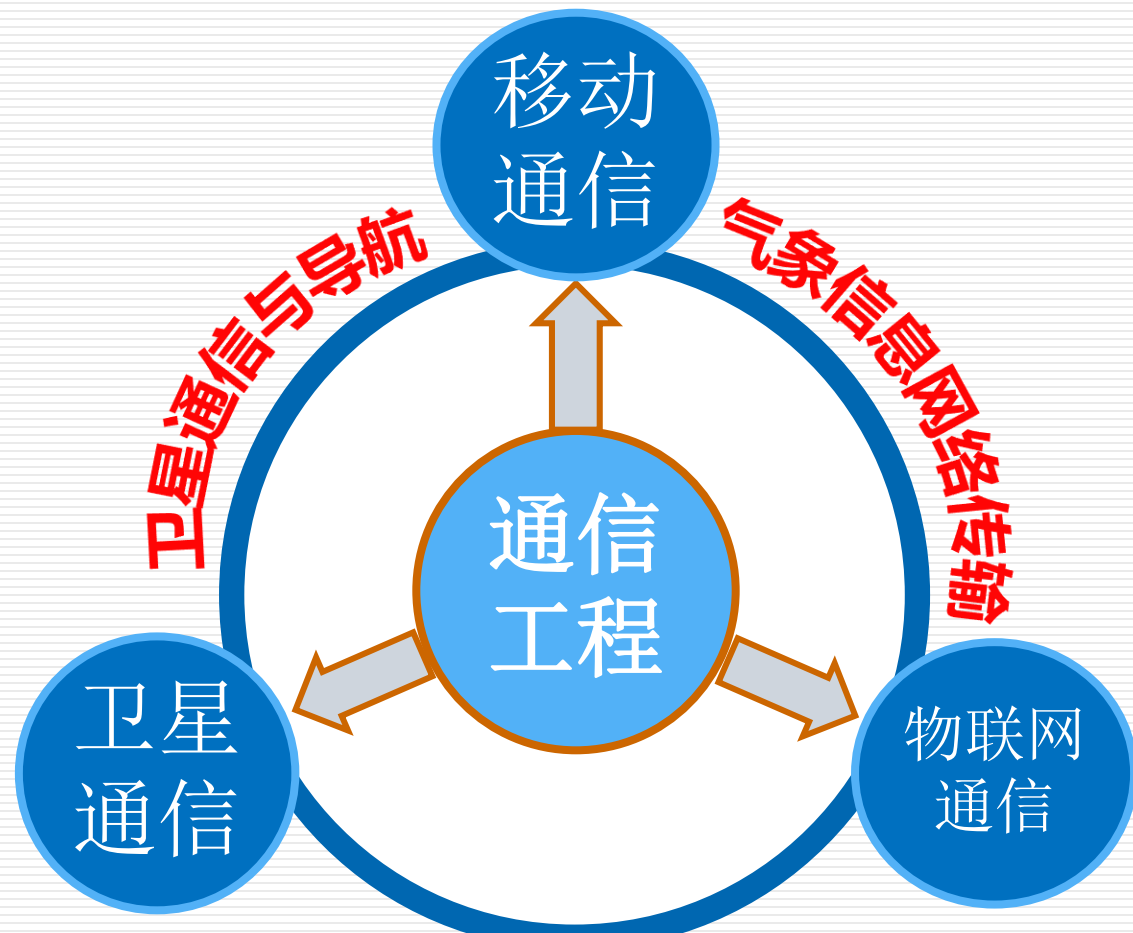 移动
通信
卫星通信与导航
气象信息网络传输
通信
工程
卫星
通信
物联网
通信